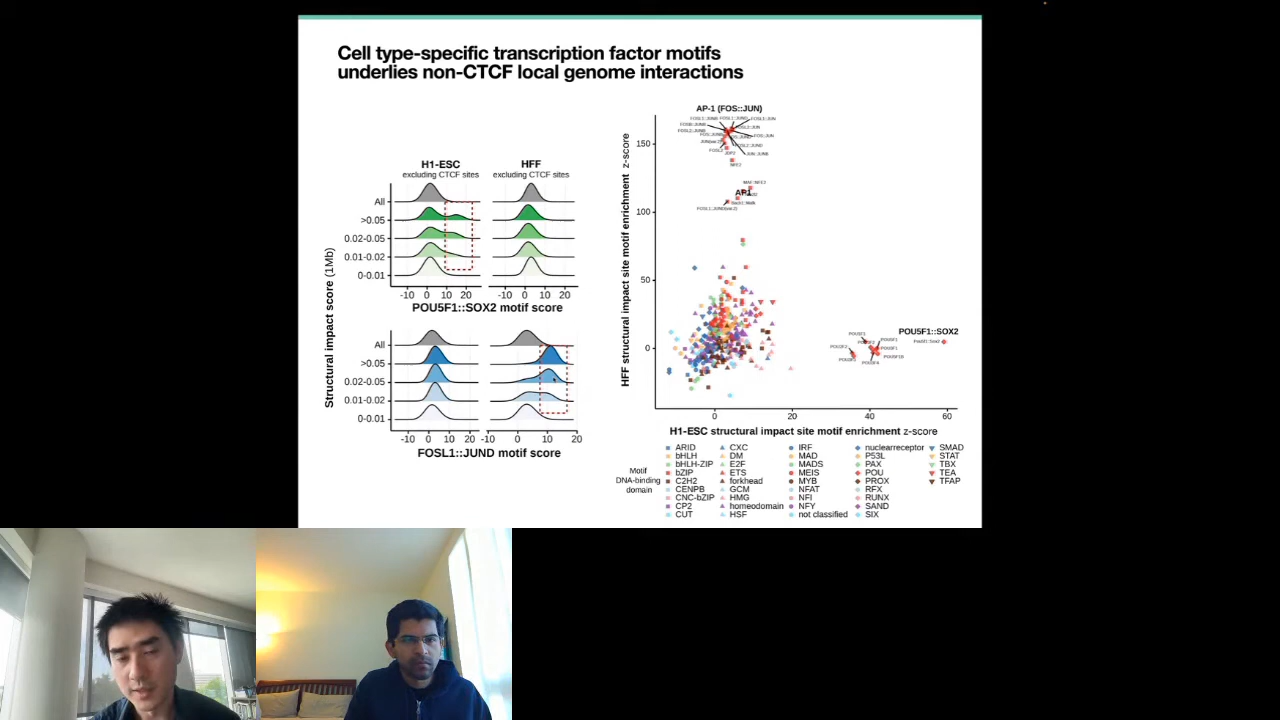 Cell type-specific transcription factor motifs
underlies non-CTCF local genome interactions
H1-ESC
excluding CTCF sites
HFF
excluding CTCF sites
Structural impact score (1Mb)
All
>0.05
0.02-0.05
0.01-0.02
0-0.01
-10 0 10 20
-10 0 10 20
POU5F1::SOX2 motif score
All
>0.05
0.02-0.05
0.01-0.02
0-0.01
-10 0 10 20
-10 0 10 20
FOSL1::JUND motif score
HFF structural impact site motif enrichment z-score
150
100
50
0
AP-1 (FOS::JUN)
POU5F1::SOX2
0 20 40 60
H1-ESC structural impact site motif enrichment z-score
Motif
DNA-binding
domain
ARID CXC IRF nuclearreceptor SMAD
bHLH DM MAD P53L STAT
bHLH-ZIP E2F MADS PAX TBX
bZIP ETS MEIS POU TEA
C2H2 forkhead MYB PROX TFAP
CENPB GCM NFAT RFX
CNC-bZIP HMG NFI RUNX
CP2 homeodomain NFY SAND
CUT HSF not classified SIX